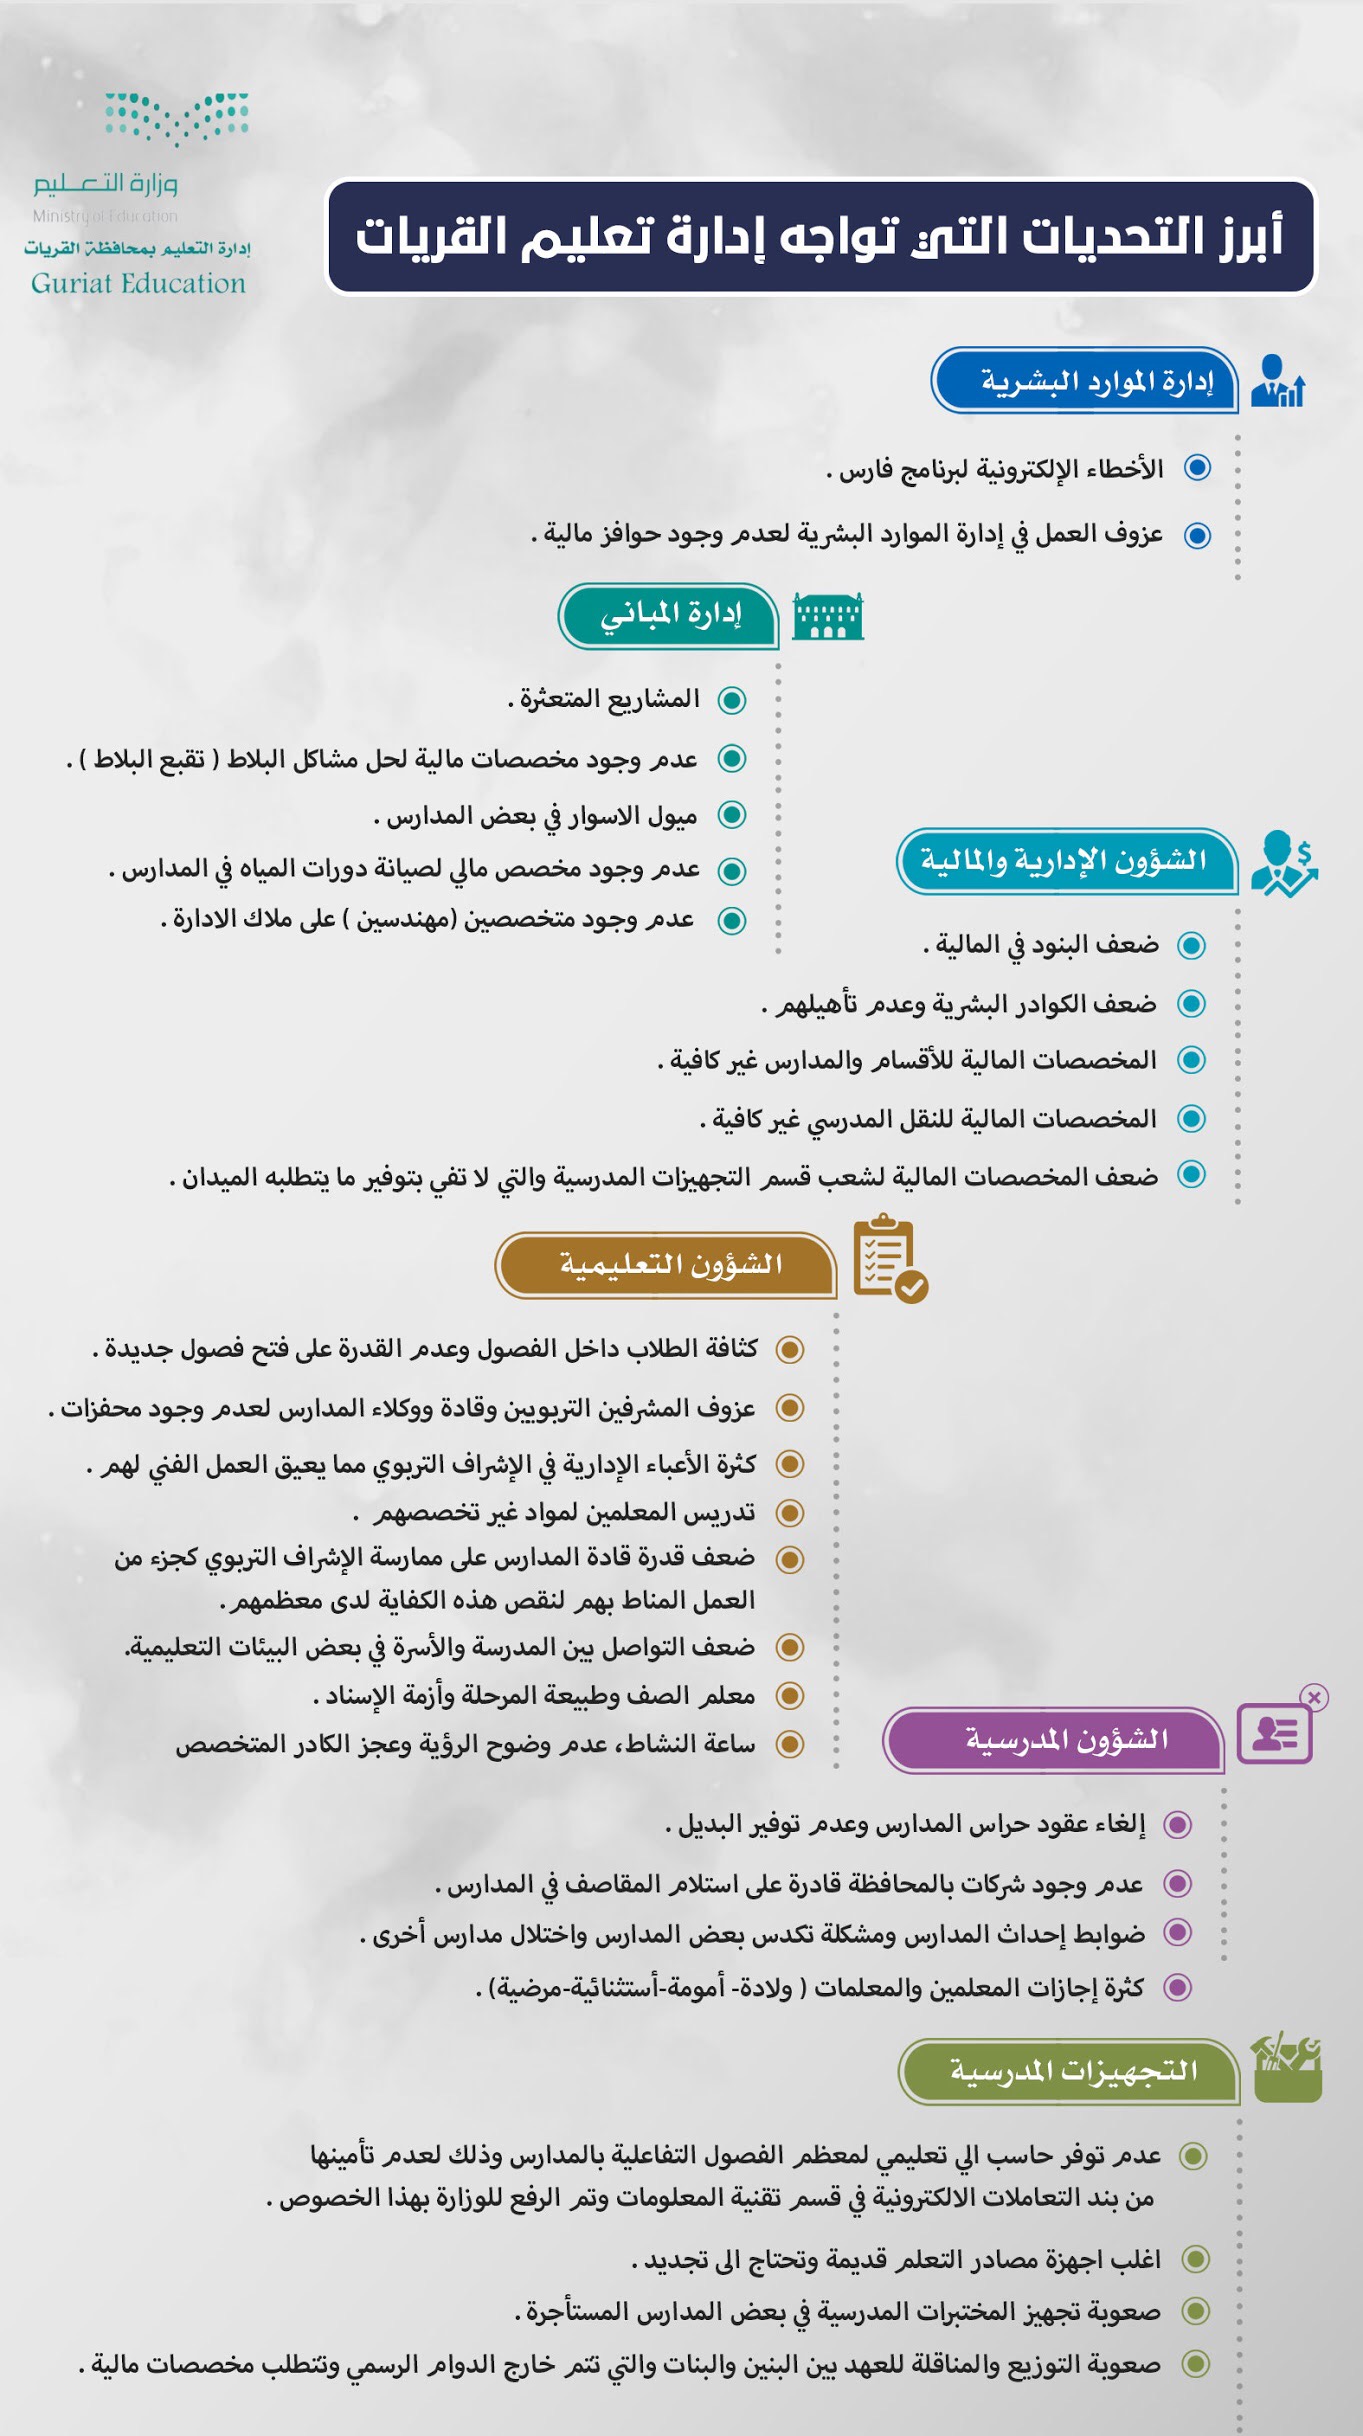 وزارة التعليم
Ministry of Education
إدارة التعليم بمحافظة القريات
Guriat Education
أبرز التحديات التي تواجه إدارة تعليم القريات
إدارة الموارد البشرية
الأخطاء الإلكترونية لبرنامج فارس .
عزوف العمل في إدارة الموارد البشرية لعدم وجود حوافز مالية .
إدارة المباني
المشاريع المتعثرة .
عدم وجود مخصصات مالية لحل مشاكل البلاط ( تقبع البلاط ) .
ميول الاسوار في بعض المدارس .
عدم وجود مخصص مالي لصيانة دورات المياه في المدارس .
عدم وجود متخصصين (مهندسين ) على ملاك الادارة .
الشؤون الإدارية والمالية
ضعف البنود في المالية .
ضعف الكوادر البشرية وعدم تأهيلهم .
المخصصات المالية للأقسام والمدارس غير كافية .
المخصصات المالية للنقل المدرسي غير كافية .
ضعف المخصصات المالية لشعب قسم التجهيزات المدرسية والتي لا تفي بتوفير ما يتطلبه الميدان .
الشؤون التعليمية
كثافة الطلاب داخل الفصول وعدم القدرة على فتح فصول جديدة .
عزوف المشرفين التربويين وقادة ووكلاء المدارس لعدم وجود محفزات .
كثرة الأعباء الإدارية في الإشراف التربوي مما يعيق العمل الفني لهم .
تدريس المعلمين لمواد غير تخصصهم .
ضعف قدرة قادة المدارس على ممارسة الإشراف التربوي كجزء من
العمل المناط بهم لنقص هذه الكفاية لدى معظمهم .
ضعف التواصل بين المدرسة والأسرة في بعض البيئات التعليمية.
معلم الصف وطبيعة المرحلة وأزمة الإسناد .
ساعة النشاط، عدم وضوح الرؤية وعجز الكادر المتخصص
الشؤون المدرسية
إلغاء عقود حراس المدارس وعدم توفير البديل .
عدم وجود شركات بالمحافظة قادرة على استلام المقاصف في المدارس .
ضوابط إحداث المدارس ومشكلة تكدس بعض المدارس واختلال مدارس أخرى .
كثرة إجازات المعلمين والمعلمات ( ولادة- أمومة-أستثنائية-مرضية) .
التجهيزات المدرسية
عدم توفر حاسب الي تعليمي لمعظم الفصول التفاعلية بالمدارس وذلك لعدم تأمينها
من بند التعاملات الالكترونية في قسم تقنية المعلومات وتم الرفع للوزارة بهذا الخصوص .
اغلب اجهزة مصادر التعلم قديمة وتحتاج الى تجديد .
صعوبة تجهيز المختبرات المدرسية في بعض المدارس المستأجرة .
صعوبة التوزيع والمناقلة للعهد بين البنين والبنات والتي تتم خارج الدوام الرسمي وتتطلب مخصصات مالية .